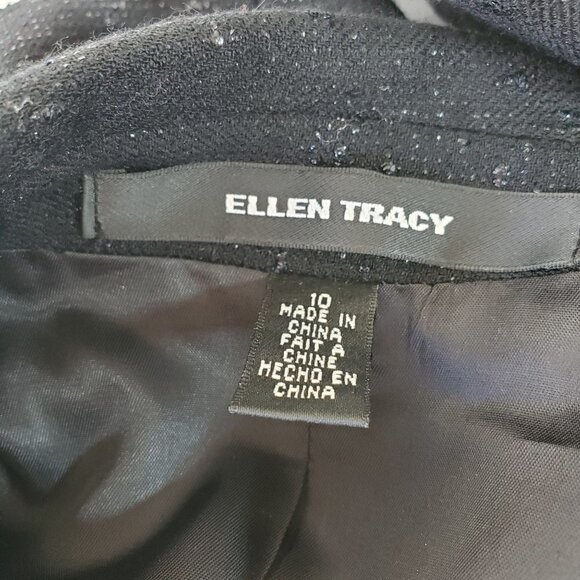 ELLEN TRACY
10
MADE IN
CHINA
FAIT A
CHINE
HECHO EN
CHINA